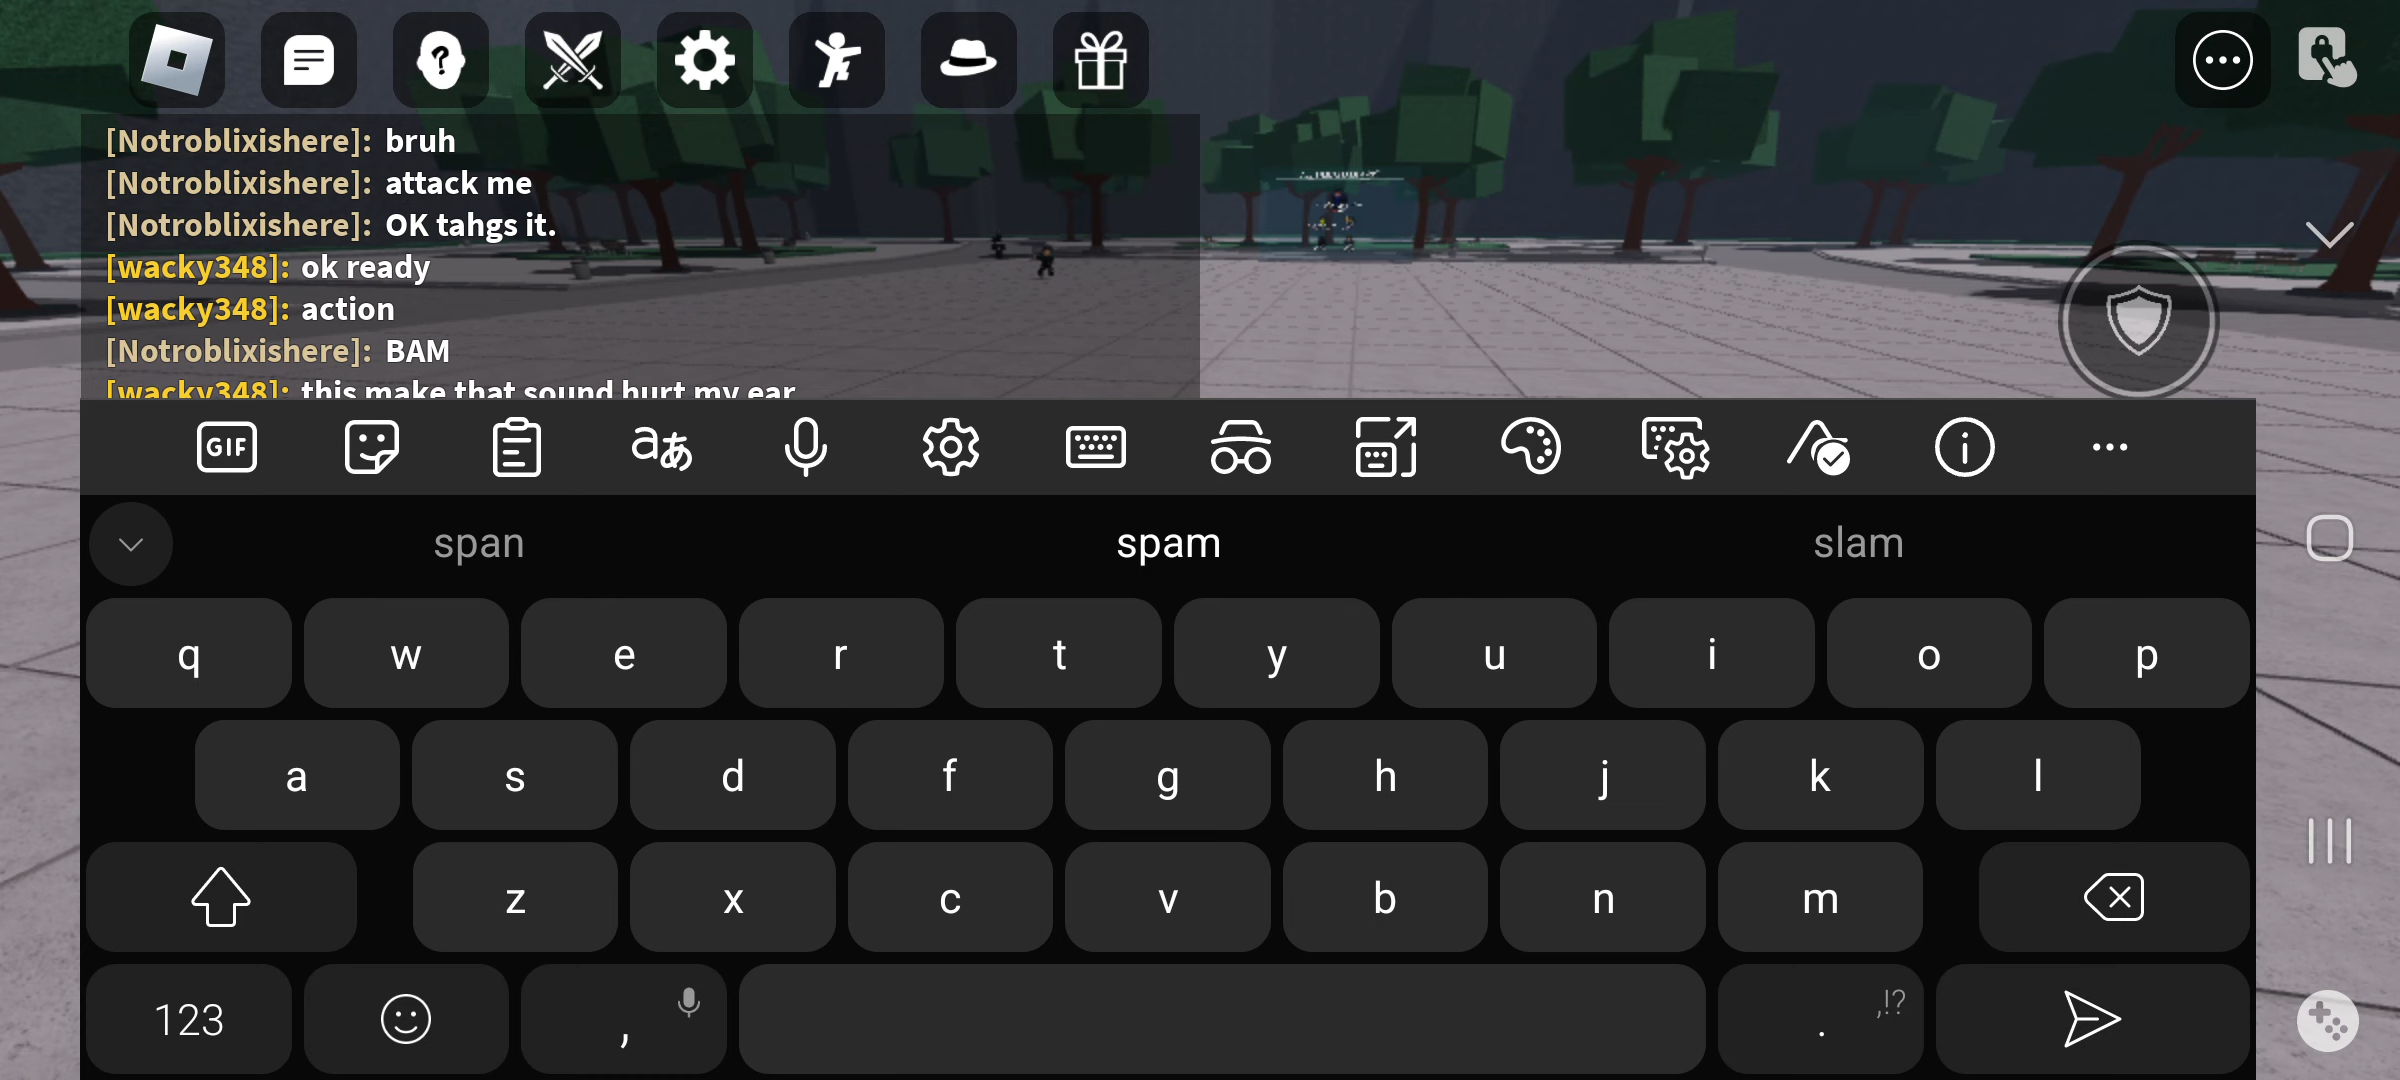 [Notroblixishere]: bruh
[Notroblixishere]: attack me
[Notroblixishere]: OK tahgs it.
[wacky348]: ok ready
[wacky348]: action
[Notroblixishere]: BAM
[wacky348]: this make that sound hurt my ear
GIF aあ
span spam slam
q w e r t y u i o p
a s d f g h j k l
z x c v b n m
123 , . ,!?